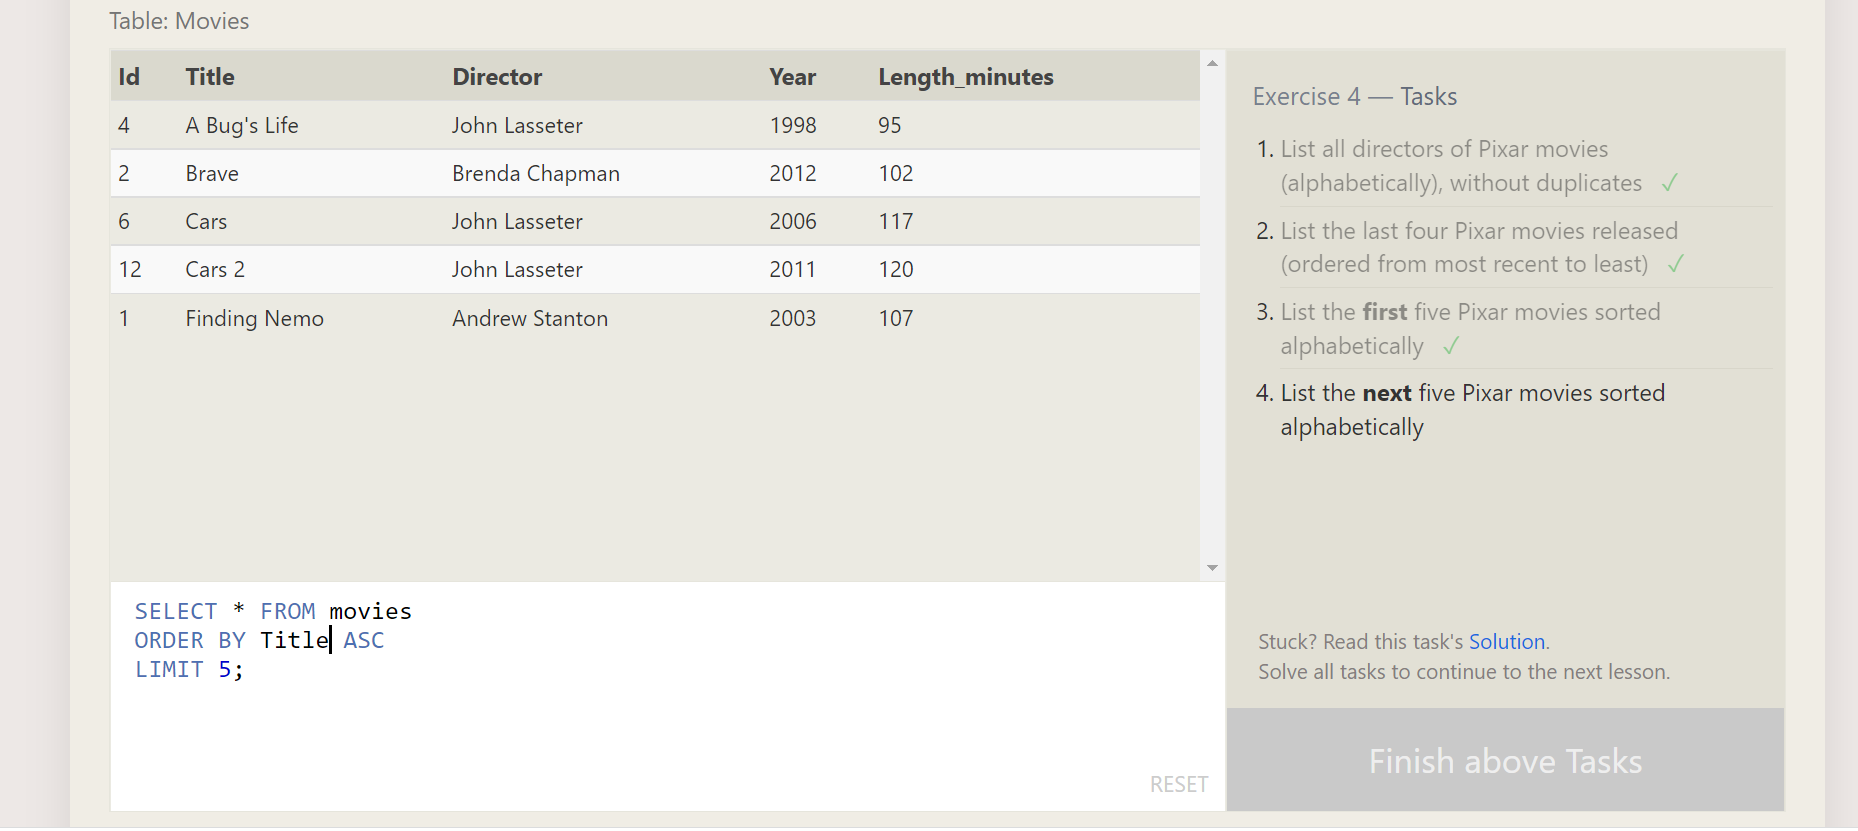 Table: Movies
Id Title Director Year Length_minutes
4 A Bug's Life John Lasseter 1998 95
2 Brave Brenda Chapman 2012 102
6 Cars John Lasseter 2006 117
12 Cars 2 John Lasseter 2011 120
1 Finding Nemo Andrew Stanton 2003 107
SELECT * FROM movies
ORDER BY Title ASC
LIMIT 5;
RESET
Exercise 4 — Tasks
1. List all directors of Pixar movies
(alphabetically), without duplicates ✓
2. List the last four Pixar movies released
(ordered from most recent to least) ✓
3. List the first five Pixar movies sorted
alphabetically ✓
4. List the next five Pixar movies sorted
alphabetically
Stuck? Read this task's Solution.
Solve all tasks to continue to the next lesson.
Finish above Tasks